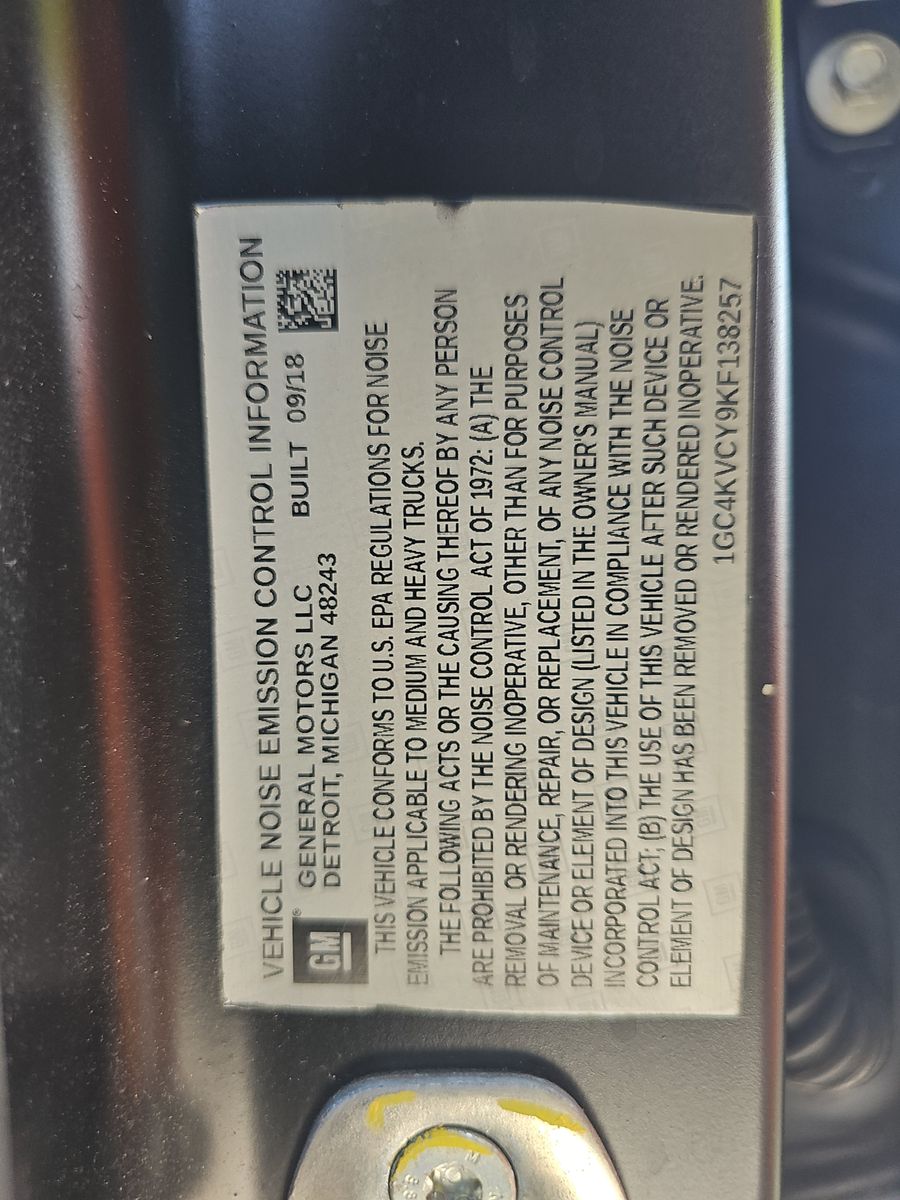 VEHICLE NOISE EMISSION CONTROL INFORMATION
GM
GENERAL MOTORS LLC BUILT 09/18
DETROIT, MICHIGAN 48243
THIS VEHICLE CONFORMS TO U.S. EPA REGULATIONS FOR NOISE
EMISSION APPLICABLE TO MEDIUM AND HEAVY TRUCKS.
THE FOLLOWING ACTS OR THE CAUSING THEREOF BY ANY PERSON
ARE PROHIBITED BY THE NOISE CONTROL ACT OF 1972: (A) THE
REMOVAL OR RENDERING INOPERATIVE, OTHER THAN FOR PURPOSES
OF MAINTENANCE, REPAIR, OR REPLACEMENT, OF ANY NOISE CONTROL
DEVICE OR ELEMENT OF DESIGN (LISTED IN THE OWNER'S MANUAL)
INCORPORATED INTO THIS VEHICLE IN COMPLIANCE WITH THE NOISE
CONTROL ACT; (B) THE USE OF THIS VEHICLE AFTER SUCH DEVICE OR
ELEMENT OF DESIGN HAS BEEN REMOVED OR RENDERED INOPERATIVE.
1GC4KVCY9KF138257